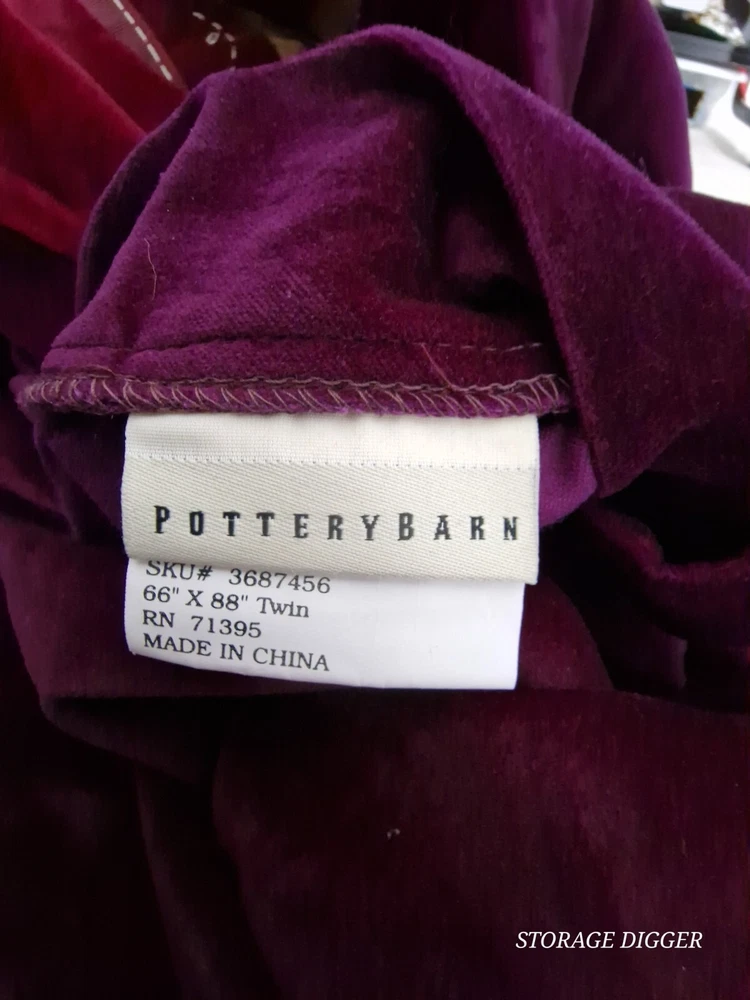 POTTERYBARN
SKU# 3687456
66" X 88" Twin
RN 71395
MADE IN CHINA
STORAGE DIGGER